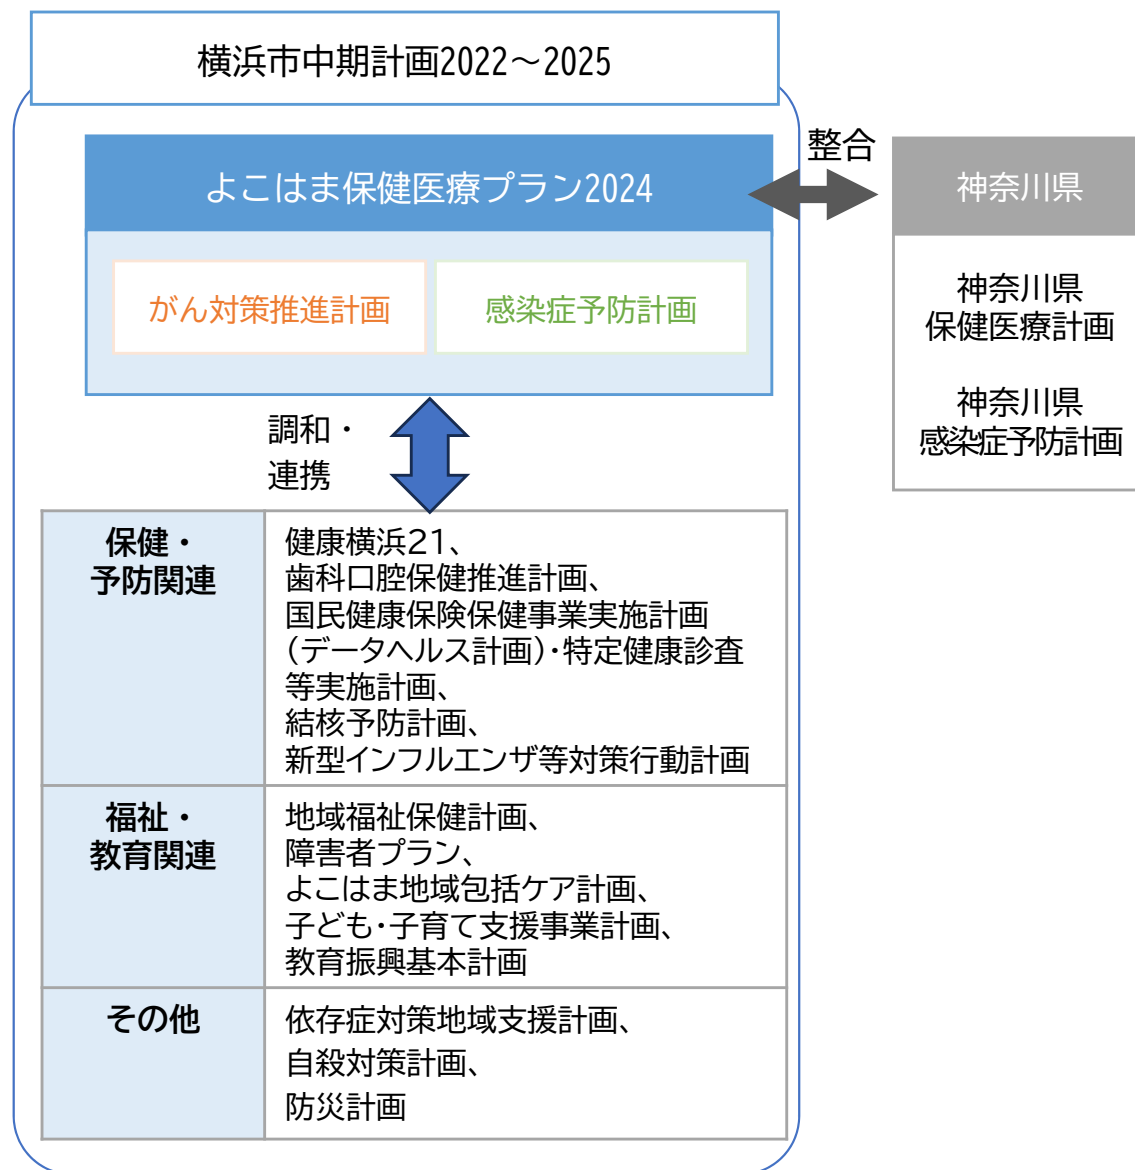 横浜市中期計画2022～2025
よこはま保健医療プラン2024
がん対策推進計画
感染症予防計画
整合
神奈川県
神奈川県
保健医療計画
神奈川県
感染症予防計画
調和・
連携
保健・
予防関連
健康横浜21、
歯科口腔保健推進計画、
国民健康保険保健事業実施計画
(データヘルス計画)・特定健康診査
等実施計画、
結核予防計画、
新型インフルエンザ等対策行動計画
福祉・
教育関連
地域福祉保健計画、
障害者プラン、
よこはま地域包括ケア計画、
子ども・子育て支援事業計画、
教育振興基本計画
その他
依存症対策地域支援計画、
自殺対策計画、
防災計画